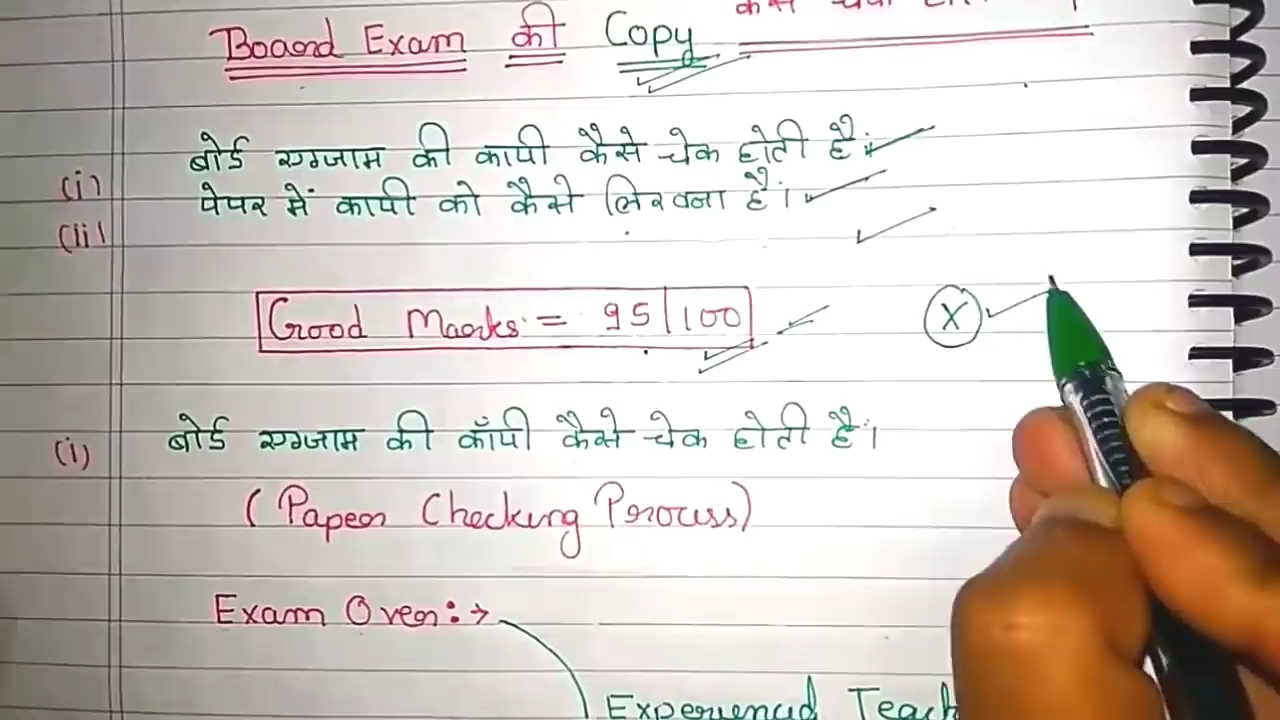 Board Exam की Copy
बोर्ड एग्जाम की कापी कैसे चेक होती है।
(i)
पेपर में कापी को कैसे लिखना है।
(ii)
Good Marks = 95/100
X
(i) बोर्ड एग्जाम की कॉपी कैसे चेक होती है।
(Paper Checking Process)
Exam Over:→
Experienced Teach